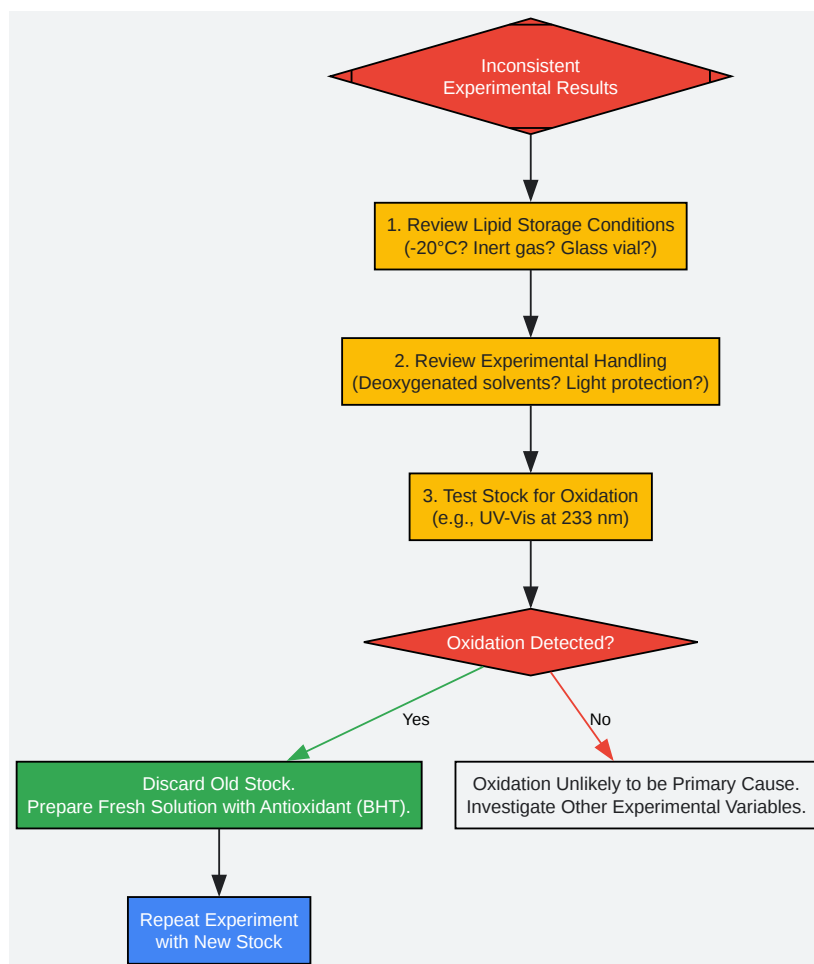 Inconsistent
Experimental Results
1. Review Lipid Storage Conditions
(-20°C? Inert gas? Glass vial?)
2. Review Experimental Handling
(Deoxygenated solvents? Light protection?)
3. Test Stock for Oxidation
(e.g., UV-Vis at 233 nm)
Oxidation Detected?
Yes
No
Discard Old Stock.
Prepare Fresh Solution with Antioxidant (BHT).
Oxidation Unlikely to be Primary Cause.
Investigate Other Experimental Variables.
Repeat Experiment
with New Stock